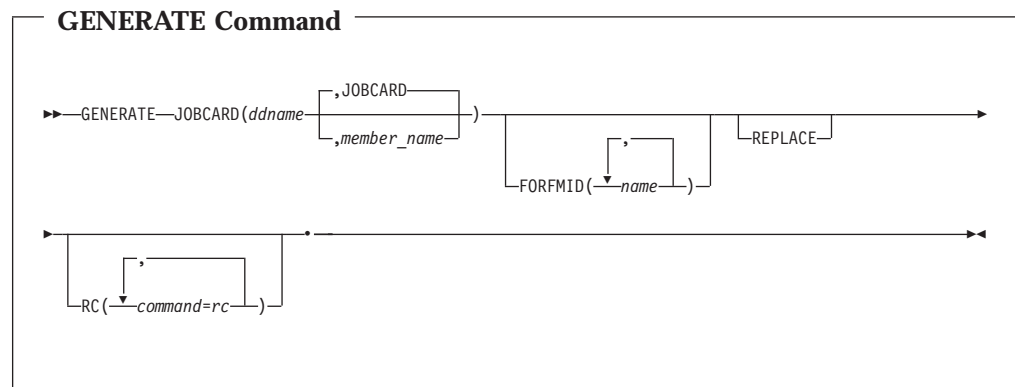 GENERATE Command
,JOBCARD
GENERATE JOBCARD(ddname )
,member_name
,
FORFMID( name )
REPLACE
.
,
RC( command=rc )